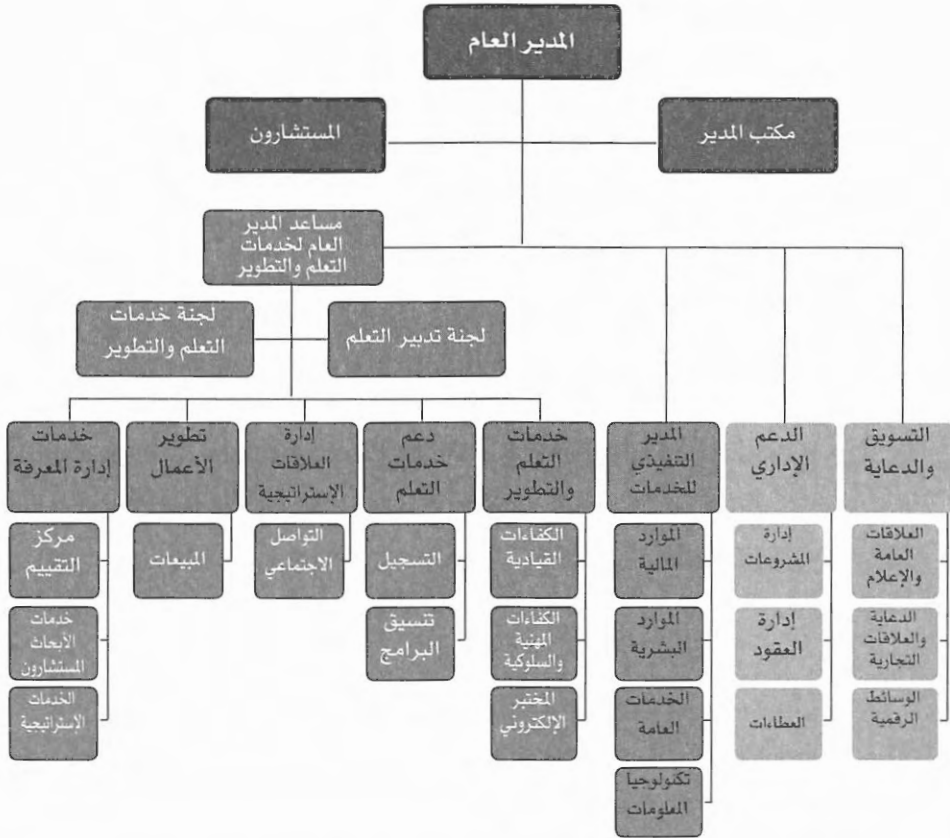 المدير العام
مكتب المدير
المستشارون
مساعد المدير
العام لخدمات
التعلم والتطوير
لجنة تدبير التعلم
لجنة خدمات
التعلم والتطوير
التسويق
والدعاية
العلاقات
العامة
والإعلام
الدعاية
والعلاقات
التجارية
الوسائط
الرقمية
الدعم
الإداري
إدارة
المشروعات
إدارة
العقود
العطاءات
المدير
التنفيذي
للخدمات
الموارد
المالية
الموارد
البشرية
الخدمات
العامة
تكنولوجيا
المعلومات
خدمات
التعلم
والتطوير
الكفاءات
القيادية
الكفاءات
المهنية
والسلوكية
المختبر
الإلكتروني
دعم
خدمات
التعلم
التسجيل
تنسيق
البرامج
إدارة
العلاقات
الإستراتيجية
التواصل
الاجتماعي
تطوير
الأعمال
المبيعات
خدمات
إدارة المعرفة
مركز
التقييم
خدمات
الأبحاث
المستشارون
الخدمات
الإستراتيجية